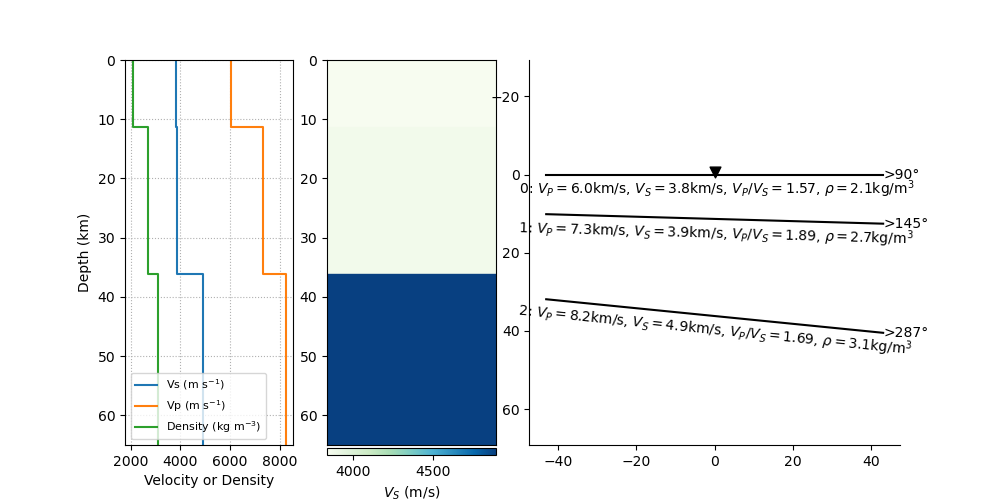 0
10
20
30
40
50
60
Depth (km)
Vs (m s⁻¹)
Vp (m s⁻¹)
Density (kg m⁻³)
2000 4000 6000 8000
Velocity or Density
0
10
20
30
40
50
60
4000 4500
V_S (m/s)
−20
0
20
40
60
>90°
0: V_P = 6.0km/s, V_S = 3.8km/s, V_P/V_S = 1.57, ρ = 2.1kg/m³
>145°
1: V_P = 7.3km/s, V_S = 3.9km/s, V_P/V_S = 1.89, ρ = 2.7kg/m³
>287°
2: V_P = 8.2km/s, V_S = 4.9km/s, V_P/V_S = 1.69, ρ = 3.1kg/m³
−40 −20 0 20 40